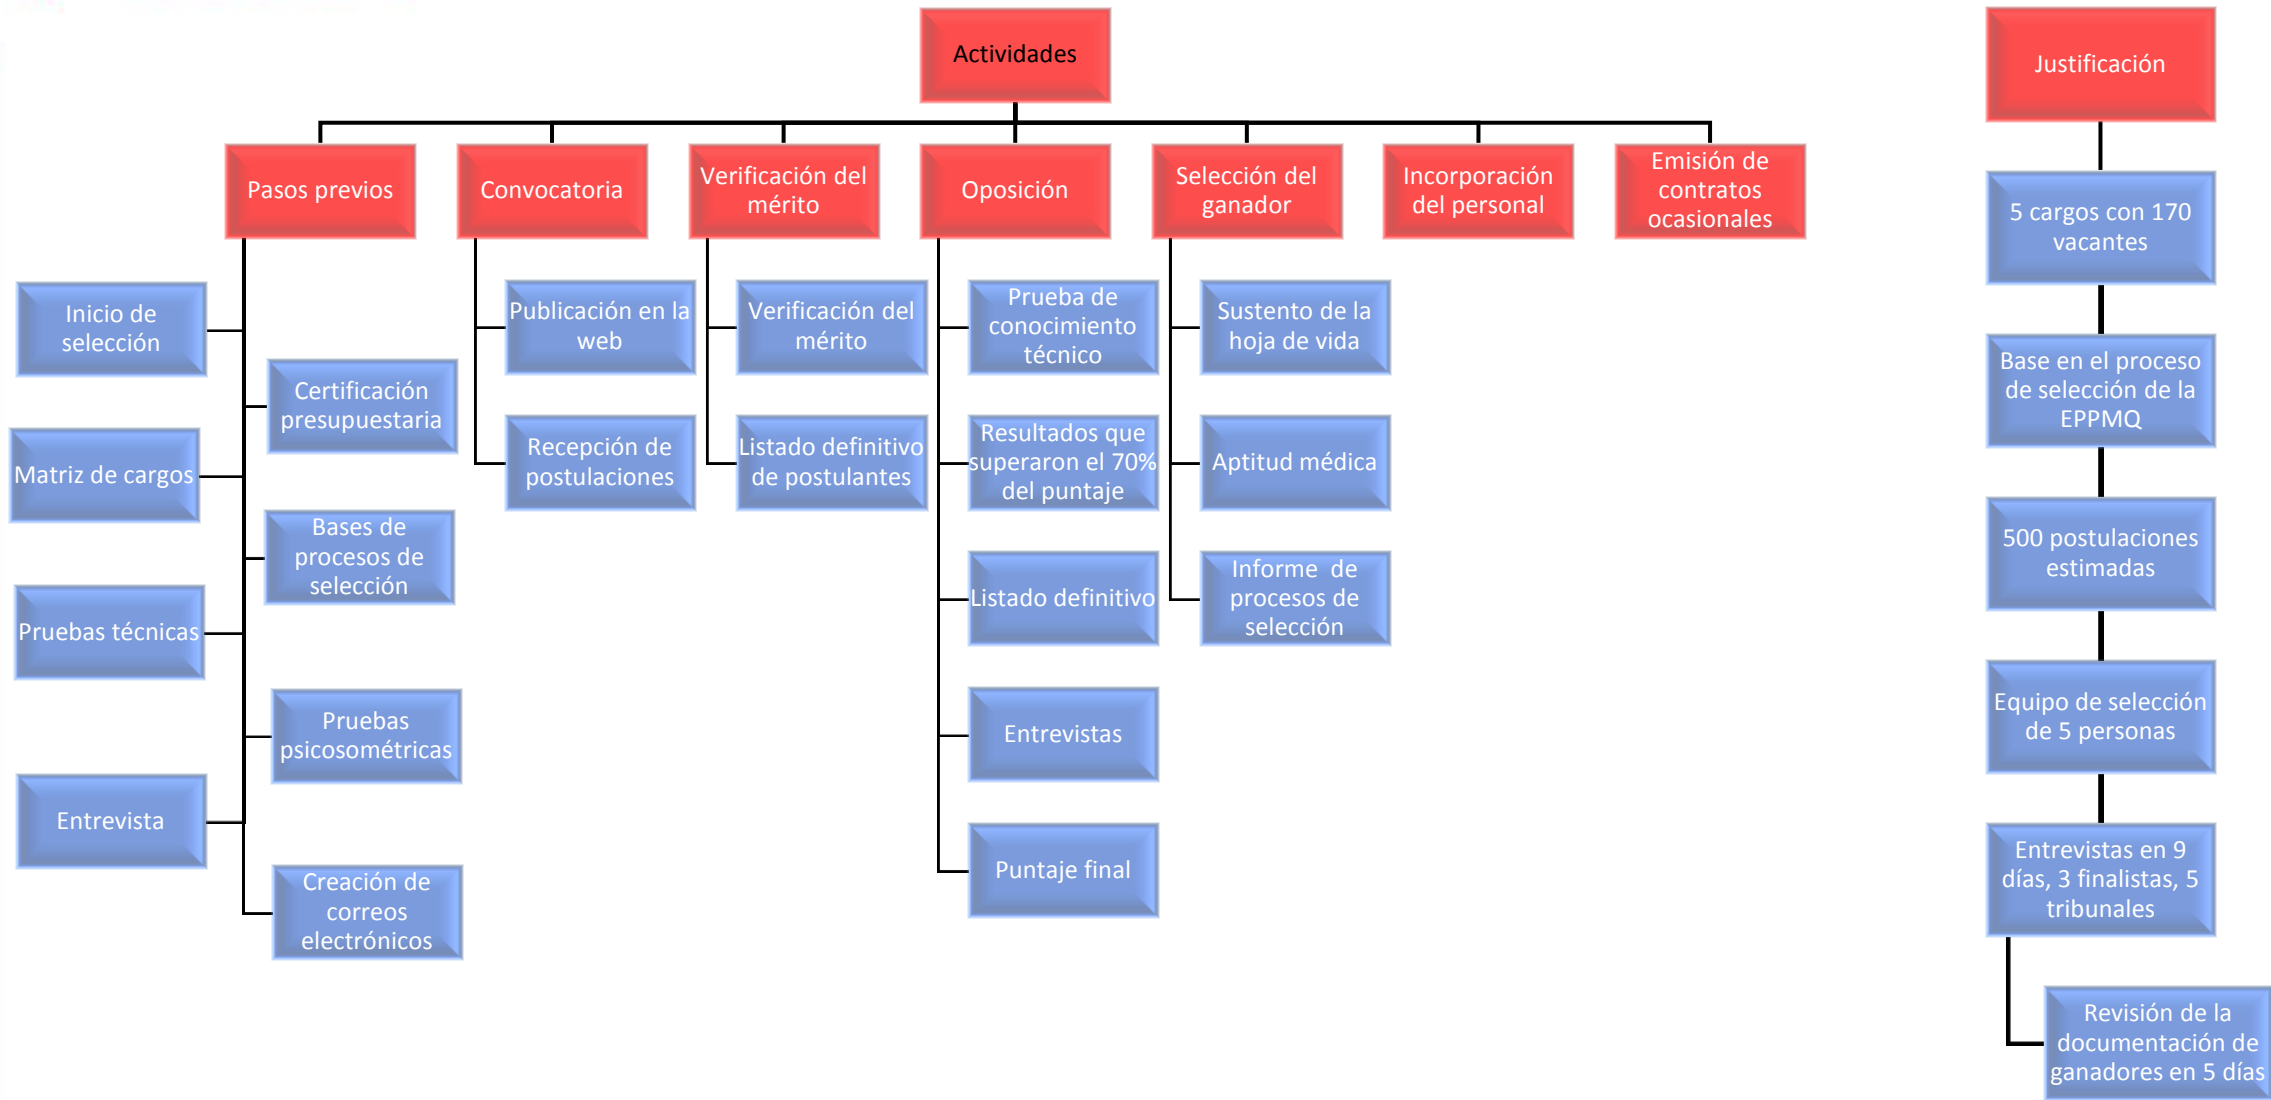 Actividades
Pasos previos
Inicio de
selección
Certificación
presupuestaria
Matriz de cargos
Bases de
procesos de
selección
Pruebas técnicas
Pruebas
psicosométricas
Entrevista
Creación de
correos
electrónicos
Convocatoria
Publicación en la
web
Recepción de
postulaciones
Verificación del
mérito
Verificación del
mérito
Listado definitivo
de postulantes
Oposición
Prueba de
conocimiento
técnico
Resultados que
superaron el 70%
del puntaje
Listado definitivo
Entrevistas
Puntaje final
Selección del
ganador
Sustento de la
hoja de vida
Aptitud médica
Informe  de
procesos de
selección
Incorporación
del personal
Emisión de
contratos
ocasionales
Justificación
5 cargos con 170
vacantes
Base en el proceso
de selección de la
EPPMQ
500 postulaciones
estimadas
Equipo de selección
de 5 personas
Entrevistas en 9
días, 3 finalistas, 5
tribunales
Revisión de la
documentación de
ganadores en 5 días